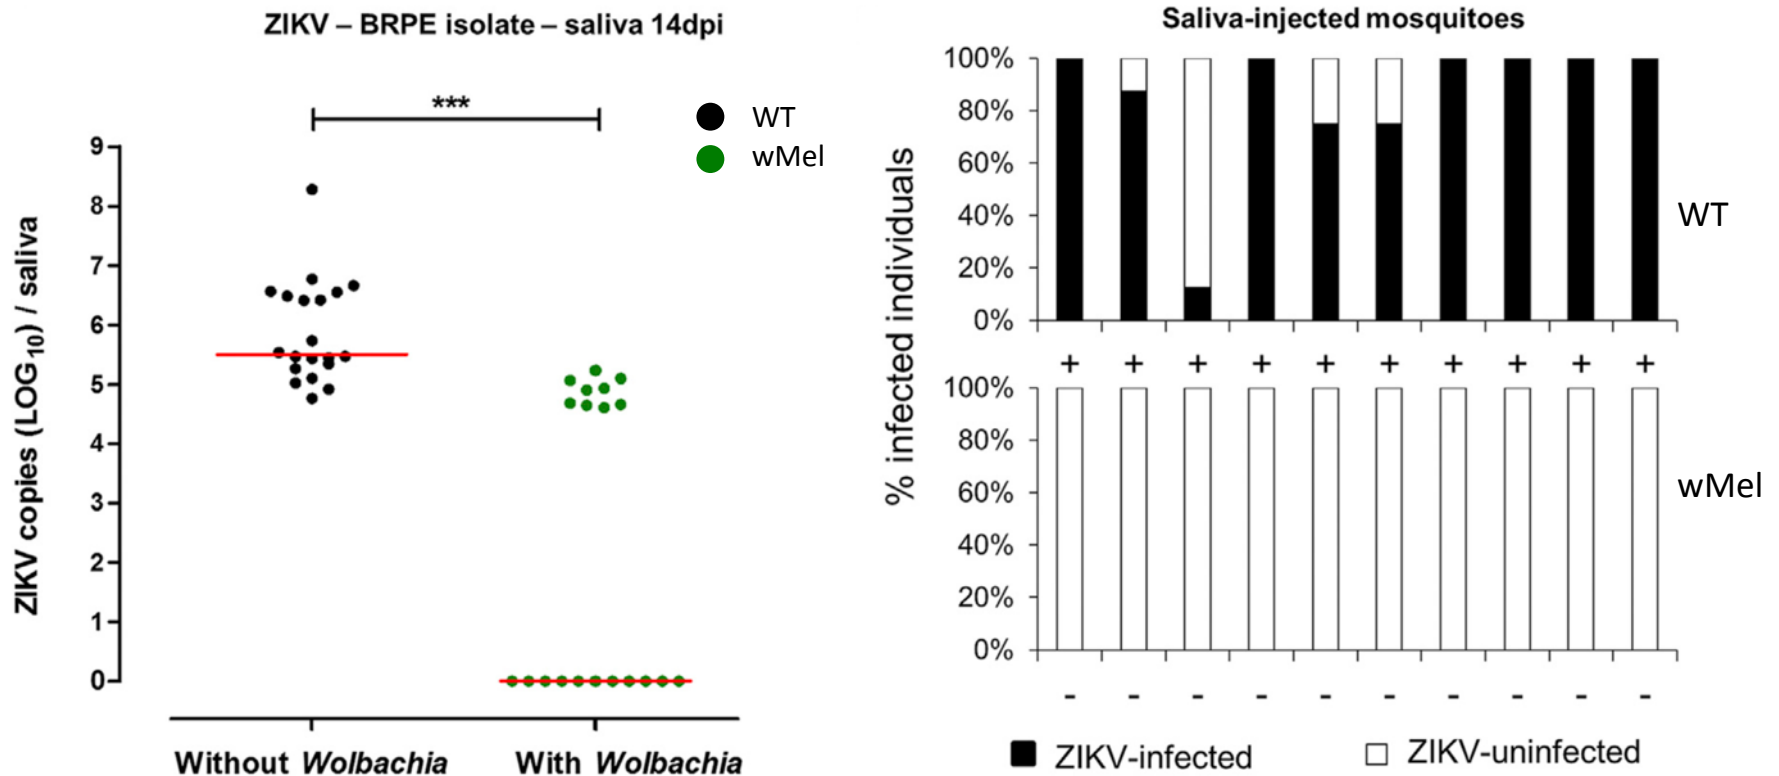 ZIKV – BRPE isolate – saliva 14dpi
***
WT
wMel
ZIKV copies (LOG10) / saliva
9
8
7
6
5
4
3
2
1
0
Without Wolbachia
With Wolbachia
Saliva-injected mosquitoes
% infected individuals
100%
80%
60%
40%
20%
0%
WT
+ + + + + + + + + +
100%
80%
60%
40%
20%
0%
wMel
- - - - - - - - - -
ZIKV-infected
ZIKV-uninfected